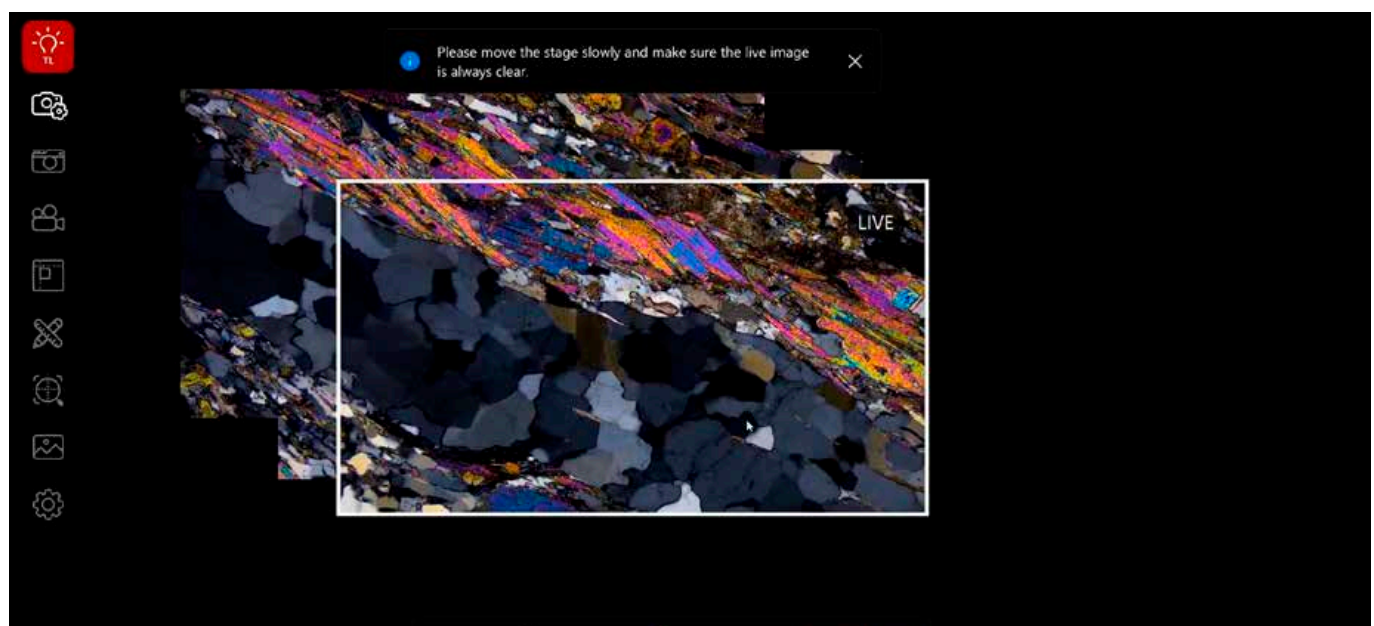 Please move the stage slowly and make sure the live image
is always clear.
TL
LIVE